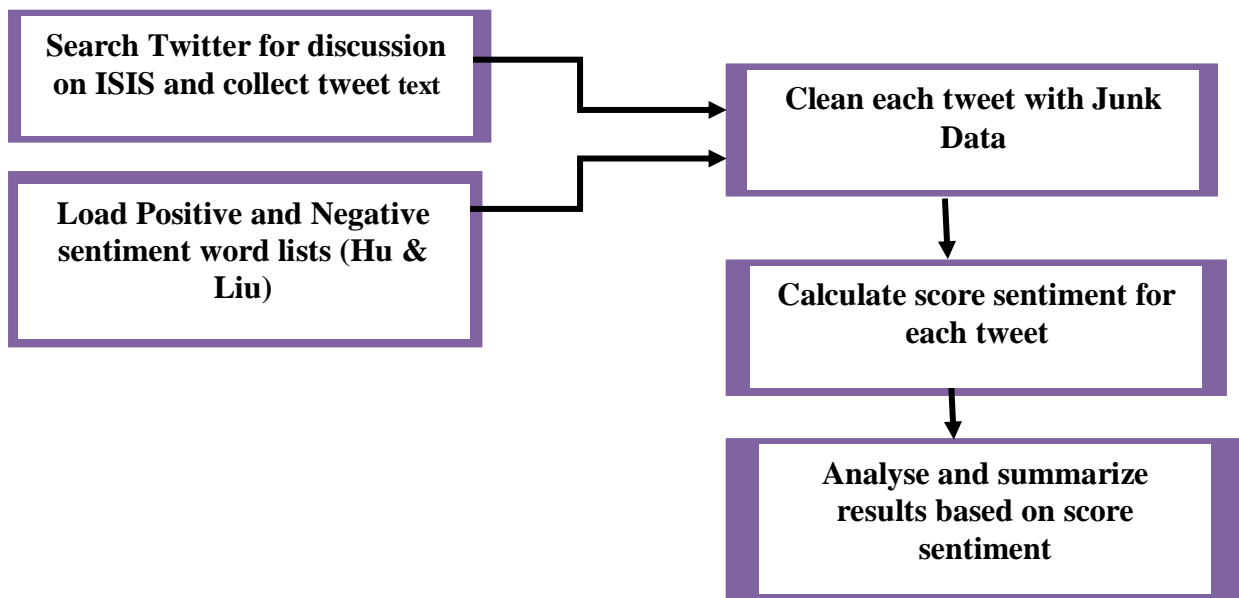 Search Twitter for discussion
on ISIS and collect tweet text
Load Positive and Negative
sentiment word lists (Hu &
Liu)
Clean each tweet with Junk
Data
Calculate score sentiment for
each tweet
Analyse and summarize
results based on score
sentiment